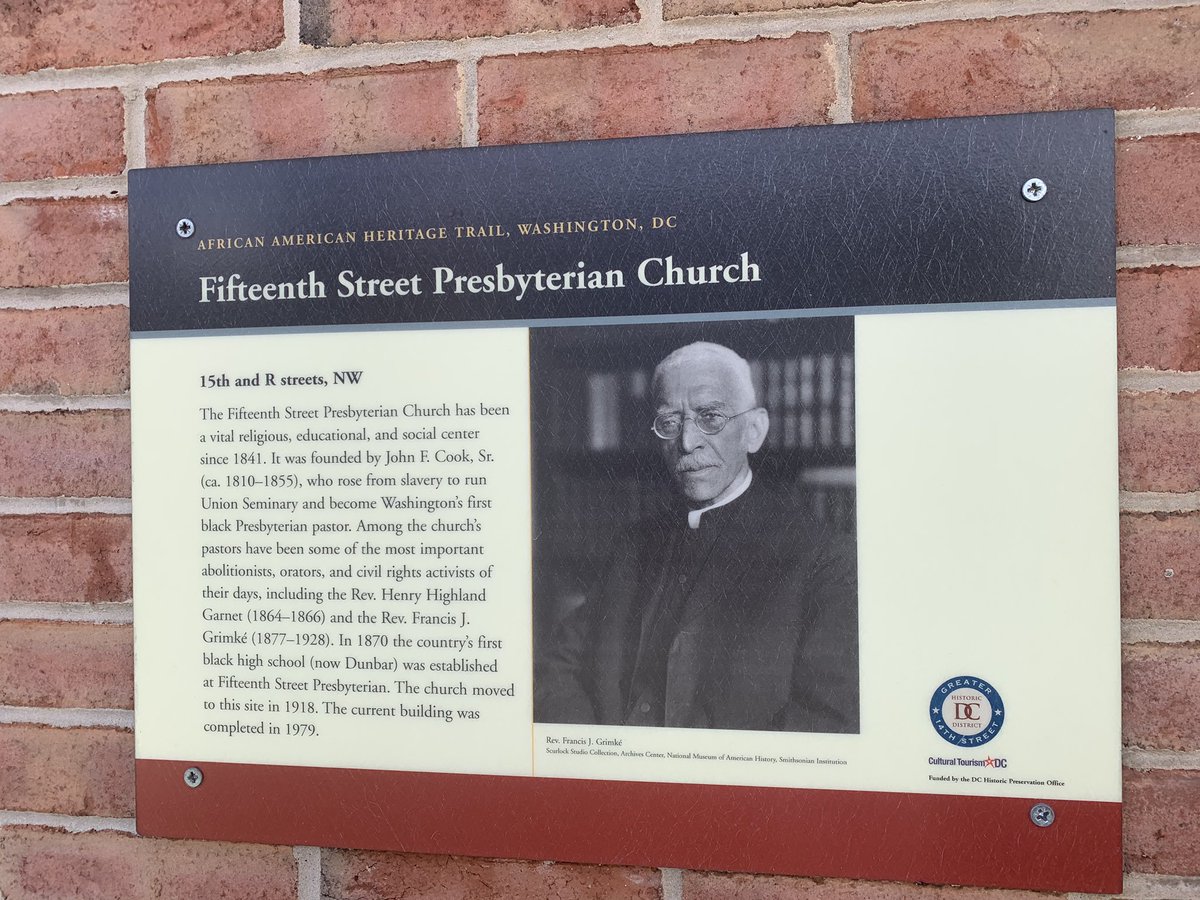 AFRICAN AMERICAN HERITAGE TRAIL, WASHINGTON, DC
Fifteenth Street Presbyterian Church
15th and R streets, NW
The Fifteenth Street Presbyterian Church has been
a vital religious, educational, and social center
since 1841. It was founded by John F. Cook, Sr.
(ca. 1810–1855), who rose from slavery to run
Union Seminary and become Washington's first
black Presbyterian pastor. Among the church's
pastors have been some of the most important
abolitionists, orators, and civil rights activists of
their days, including the Rev. Henry Highland
Garnet (1864–1866) and the Rev. Francis J.
Grimké (1877–1928). In 1870 the country's first
black high school (now Dunbar) was established
at Fifteenth Street Presbyterian. The church moved
to this site in 1918. The current building was
completed in 1979.
Rev. Francis J. Grimké
Scurlock Studio Collection, Archives Center, National Museum of American History, Smithsonian Institution
GREATER
HISTORIC
DC
DISTRICT
14TH STREET
Cultural Tourism DC
Funded by the DC Historic Preservation Office